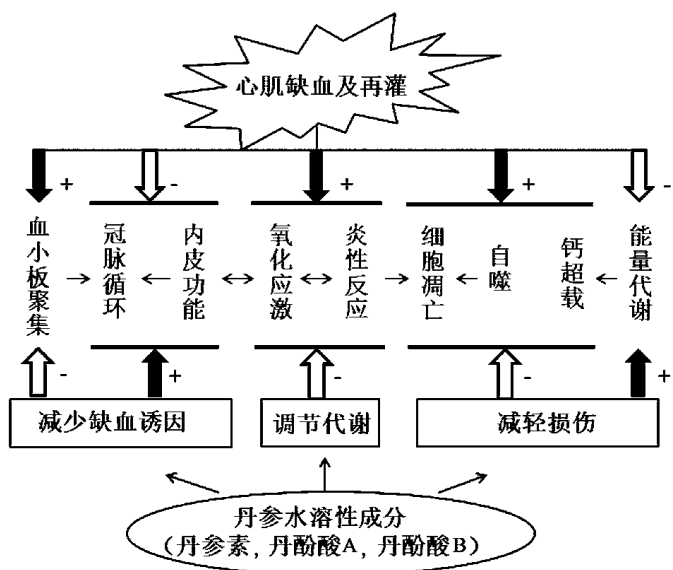 心肌缺血及再灌
+
-
+
+
-
血小板聚集
冠脉循环
内皮功能
氧化应激
炎性反应
细胞凋亡
自噬
钙超载
能量代谢
-
+
-
-
+
减少缺血诱因
调节代谢
减轻损伤
丹参水溶性成分
(丹参素, 丹酚酸A, 丹酚酸B)